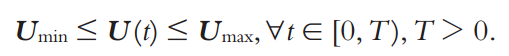 U_min ≤ U(t) ≤ U_max, ∀t ∈ [0, T), T > 0.